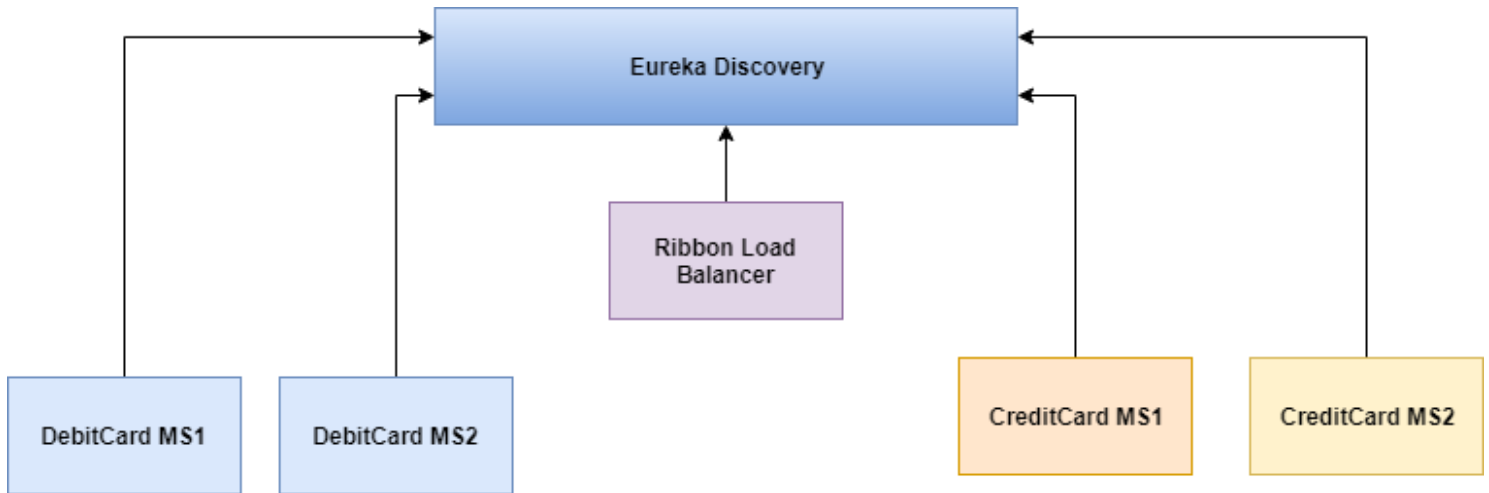 Eureka Discovery
Ribbon Load
Balancer
DebitCard MS1
DebitCard MS2
CreditCard MS1
CreditCard MS2